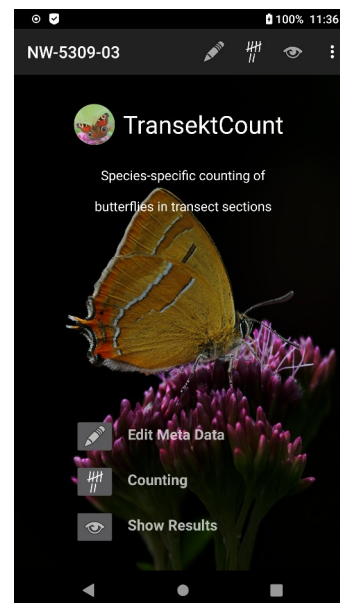 100% 11:36
NW-5309-03
TransektCount
Species-specific counting of
butterflies in transect sections
Edit Meta Data
Counting
Show Results